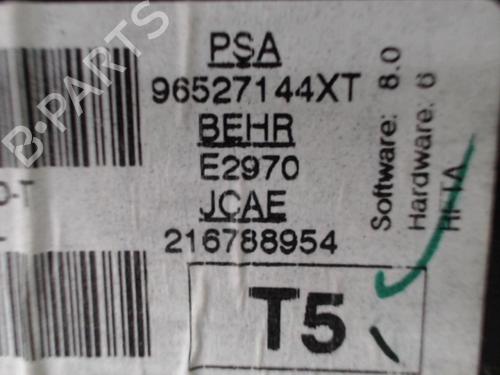 PSA
96527144XT
BEHR
E2970
JCAE
216788954
T5
Software: 8.0
Hardware: 6
B-PARTS